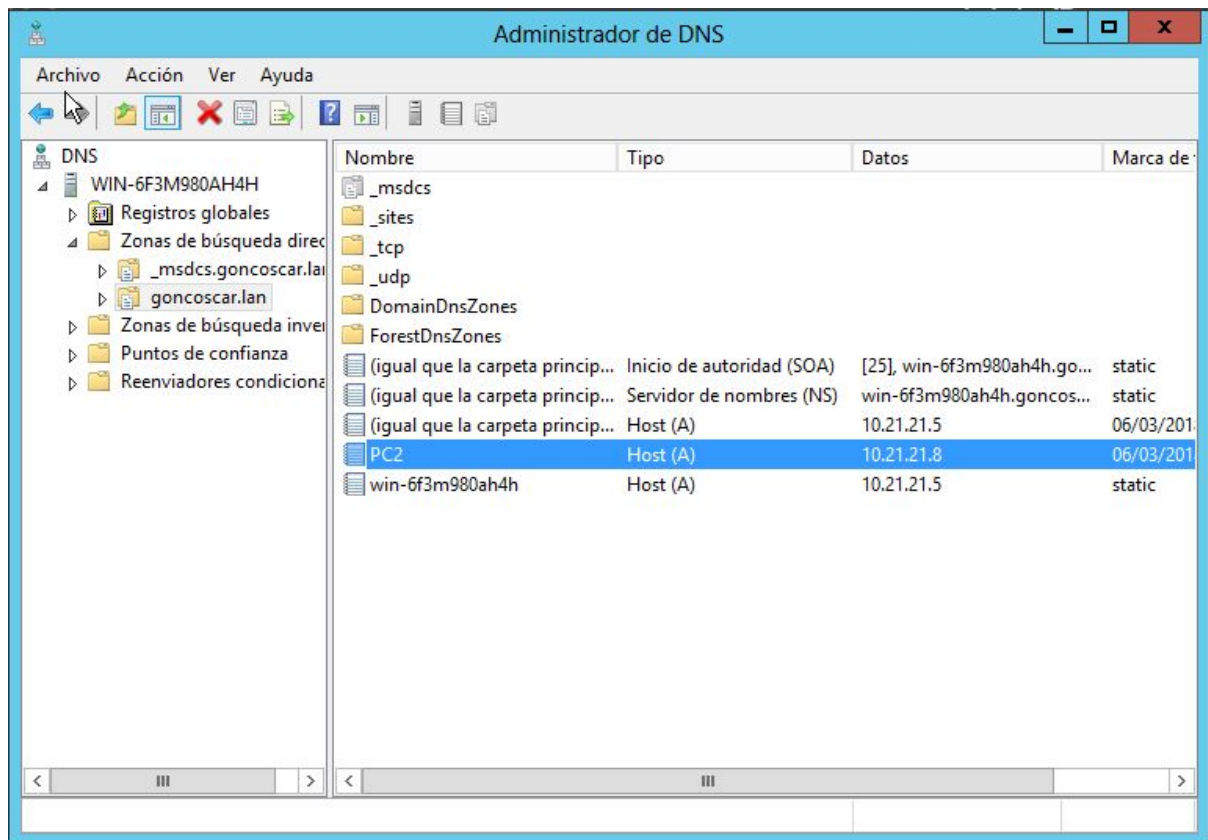 Administrador de DNS
Archivo Acción Ver Ayuda
DNS
WIN-6F3M980AH4H
Registros globales
Zonas de búsqueda direc
_msdcs.goncoscar.lan
goncoscar.lan
Zonas de búsqueda inver
Puntos de confianza
Reenviadores condiciona
Nombre Tipo Datos Marca de
_msdcs
_sites
_tcp
_udp
DomainDnsZones
ForestDnsZones
(igual que la carpeta princip... Inicio de autoridad (SOA) [25], win-6f3m980ah4h.go... static
(igual que la carpeta princip... Servidor de nombres (NS) win-6f3m980ah4h.goncos... static
(igual que la carpeta princip... Host (A) 10.21.21.5 06/03/201
PC2 Host (A) 10.21.21.8 06/03/201
win-6f3m980ah4h Host (A) 10.21.21.5 static